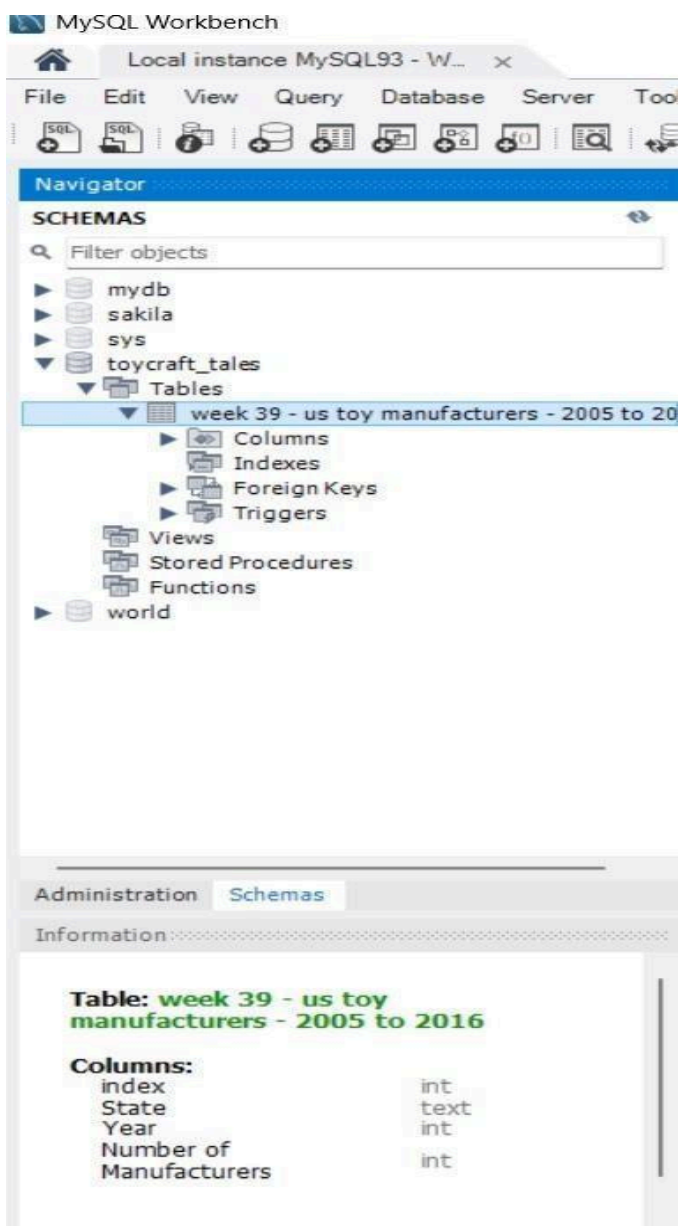 MySQL Workbench
Local instance MySQL93 - W...
File Edit View Query Database Server Too
SQL SQL
Navigator
SCHEMAS
Filter objects
mydb
sakila
sys
toycraft_tales
Tables
week 39 - us toy manufacturers - 2005 to 20
Columns
Indexes
Foreign Keys
Triggers
Views
Stored Procedures
Functions
world
Administration Schemas
Information
Table: week 39 - us toy
manufacturers - 2005 to 2016
Columns:
index int
State text
Year int
Number of
Manufacturers int